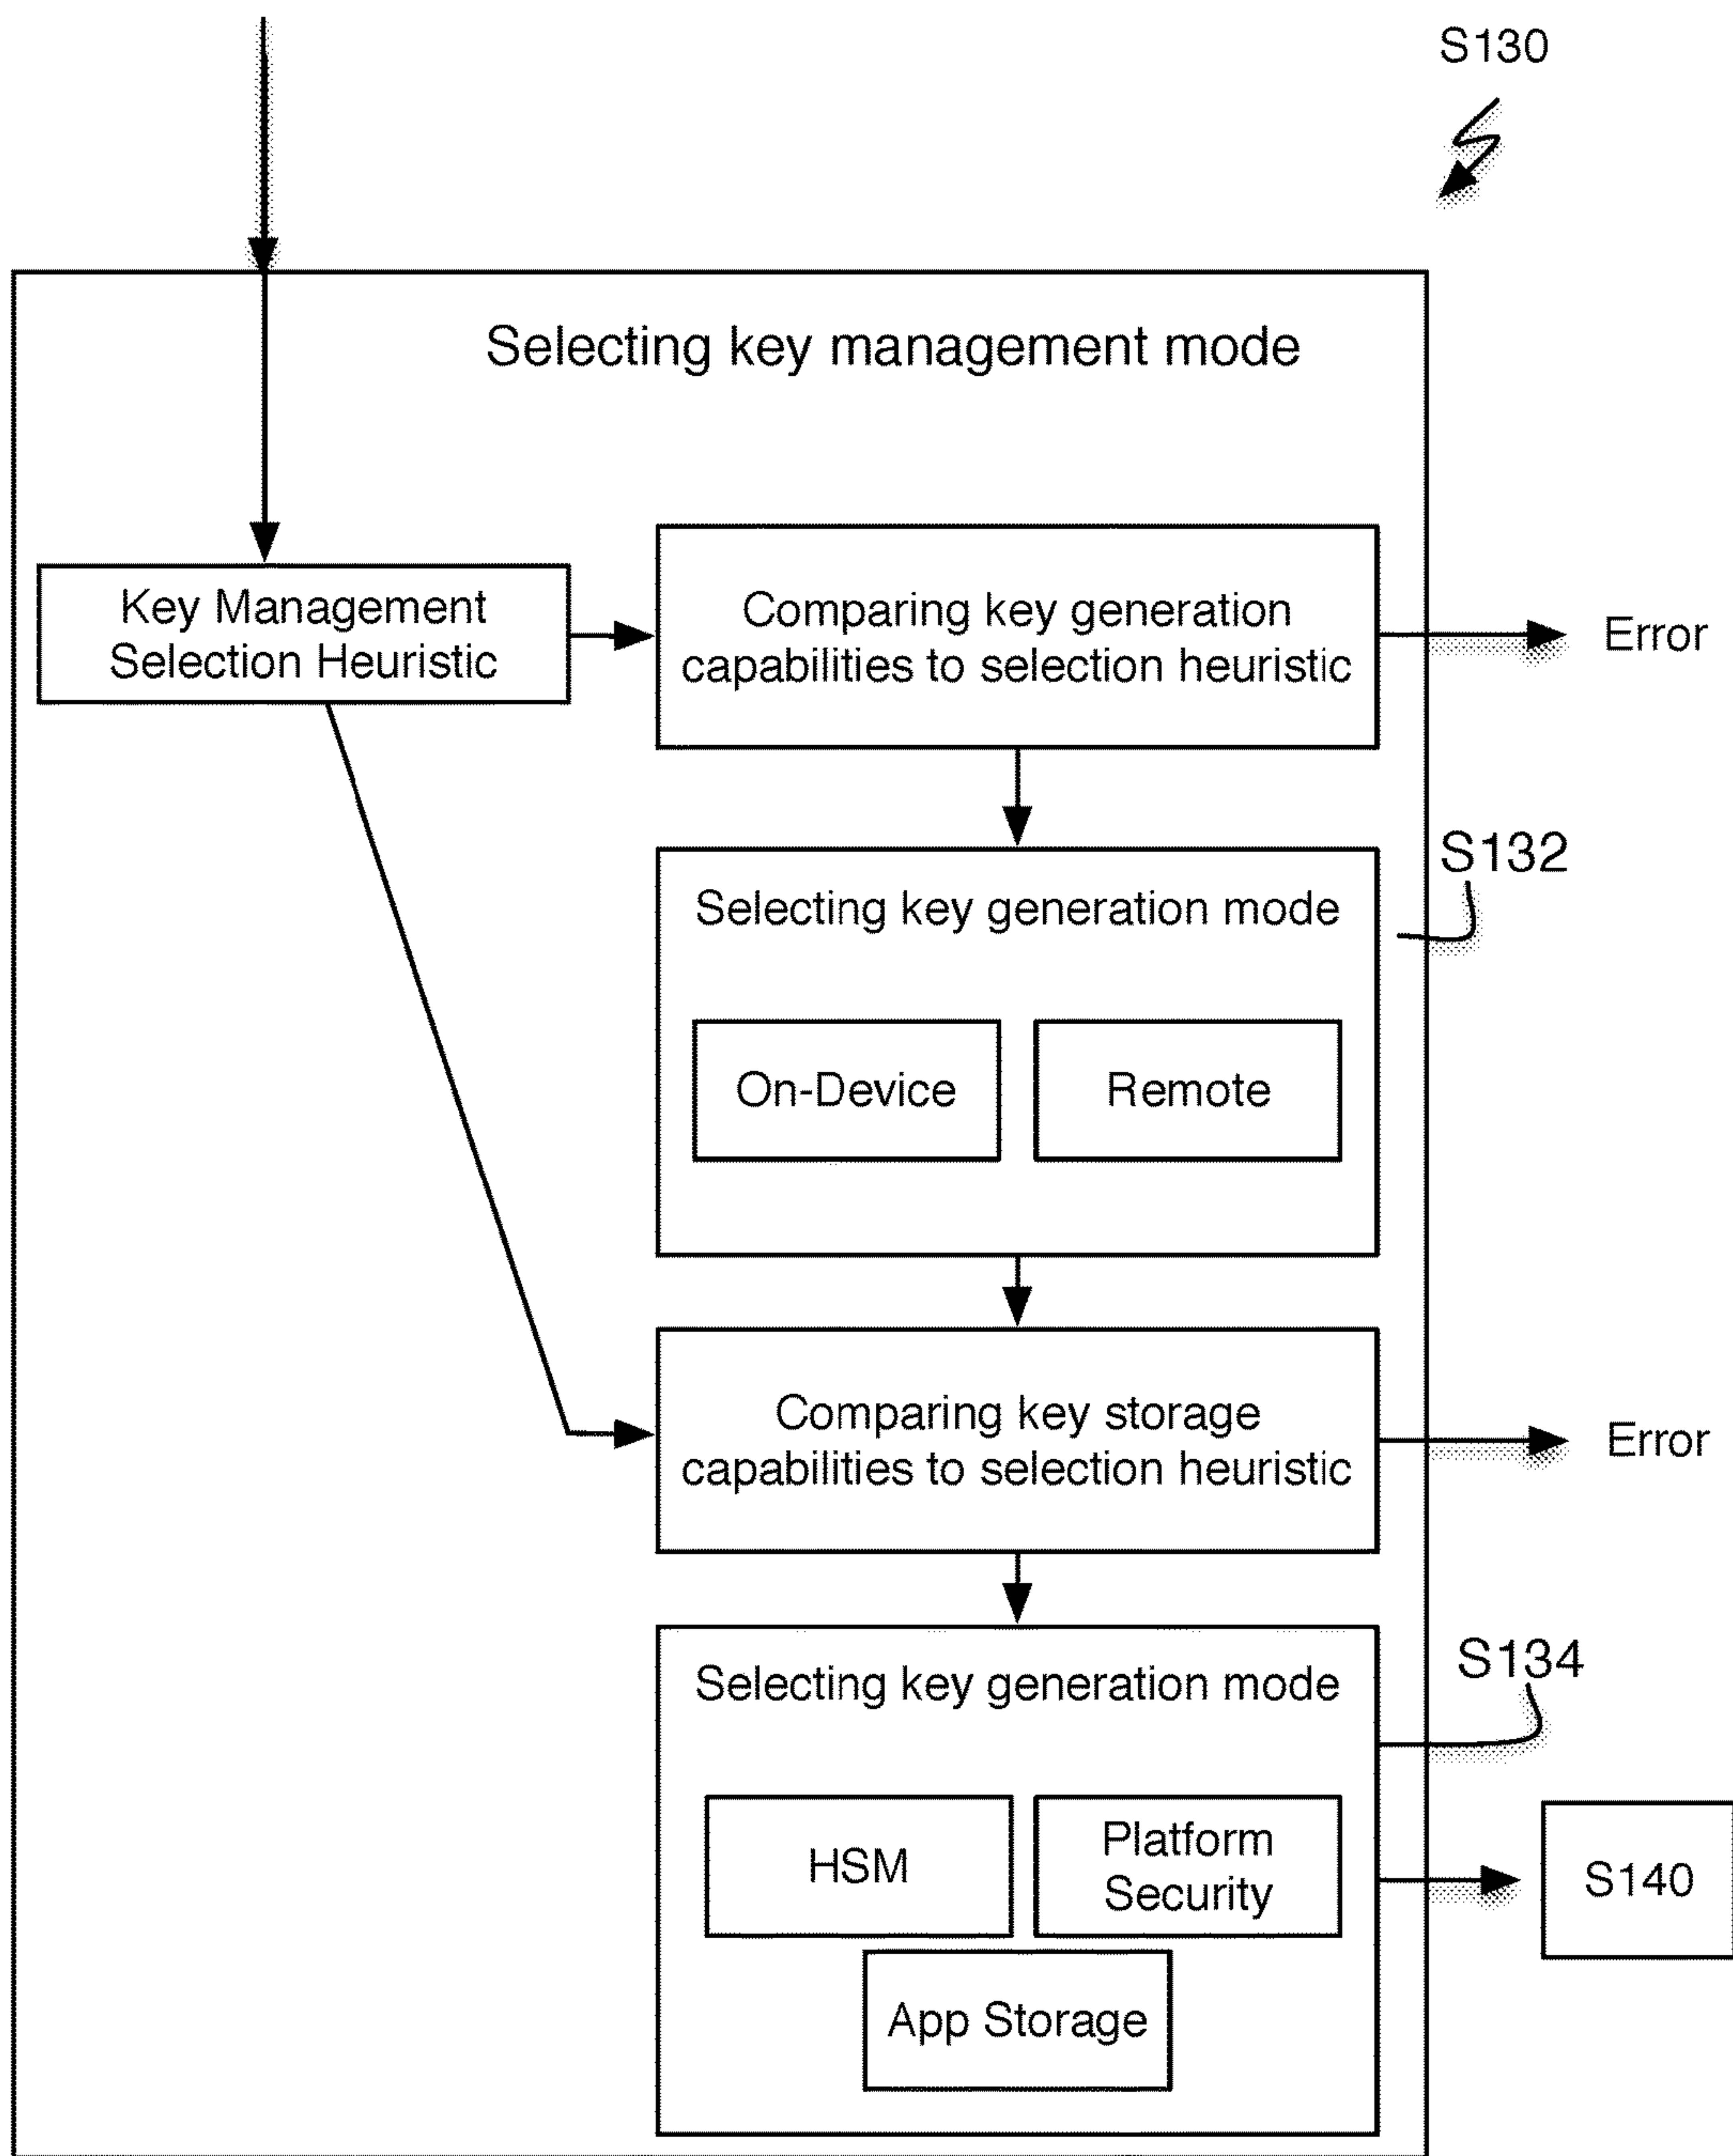 S130
Selecting key management mode
Key Management
Selection Heuristic
Comparing key generation
capabilities to selection heuristic
Error
S132
Selecting key generation mode
On-Device
Remote
Comparing key storage
capabilities to selection heuristic
Error
S134
Selecting key generation mode
HSM
Platform
Security
S140
App Storage